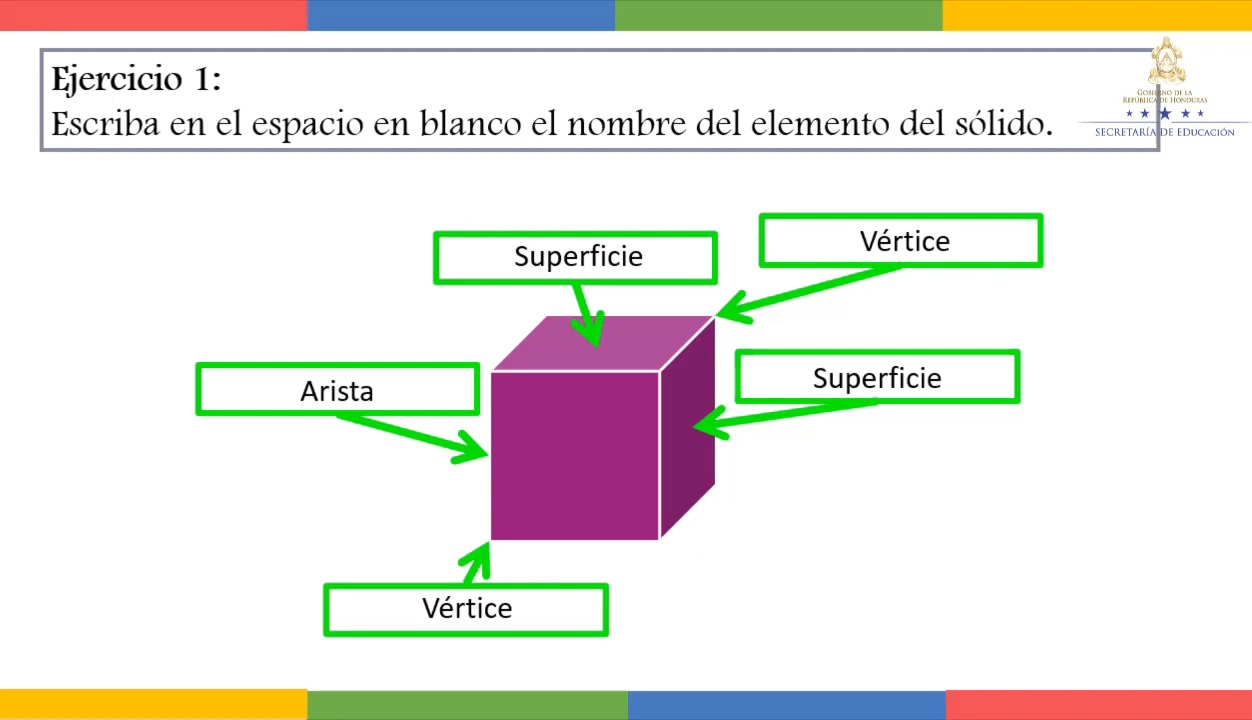 Ejercicio 1:
Escriba en el espacio en blanco el nombre del elemento del sólido.
GOBIERNO DE LA
REPÚBLICA DE HONDURAS
SECRETARÍA DE EDUCACIÓN
Vértice
Superficie
Superficie
Arista
Vértice